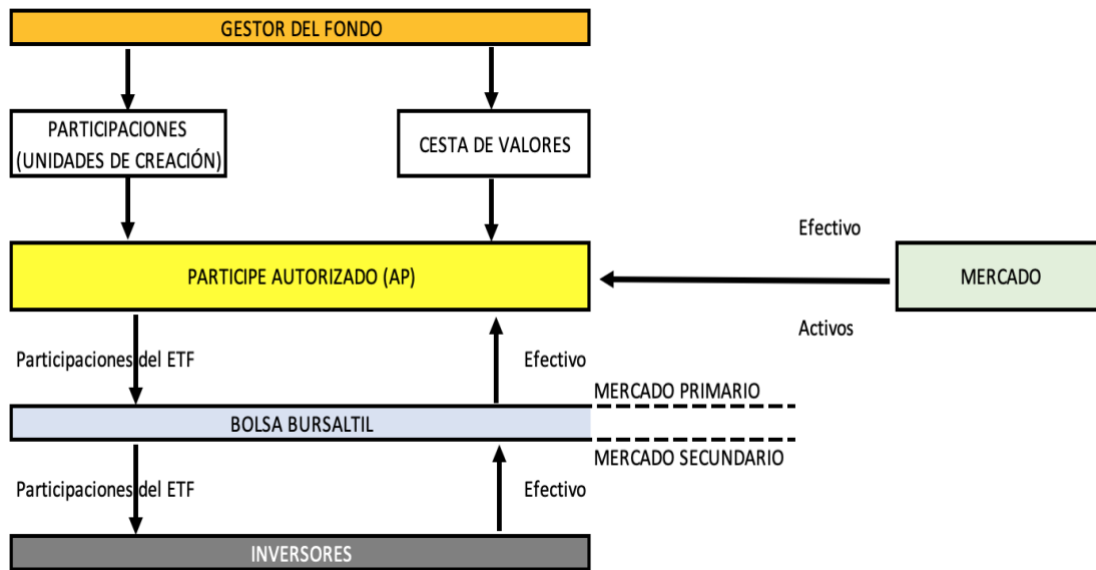 GESTOR DEL FONDO
PARTICIPACIONES
(UNIDADES DE CREACIÓN)
CESTA DE VALORES
Efectivo
PARTICIPE AUTORIZADO (AP)
MERCADO
Activos
Participaciones del ETF
Efectivo
MERCADO PRIMARIO
BOLSA BURSALTIL
MERCADO SECUNDARIO
Participaciones del ETF
Efectivo
INVERSORES